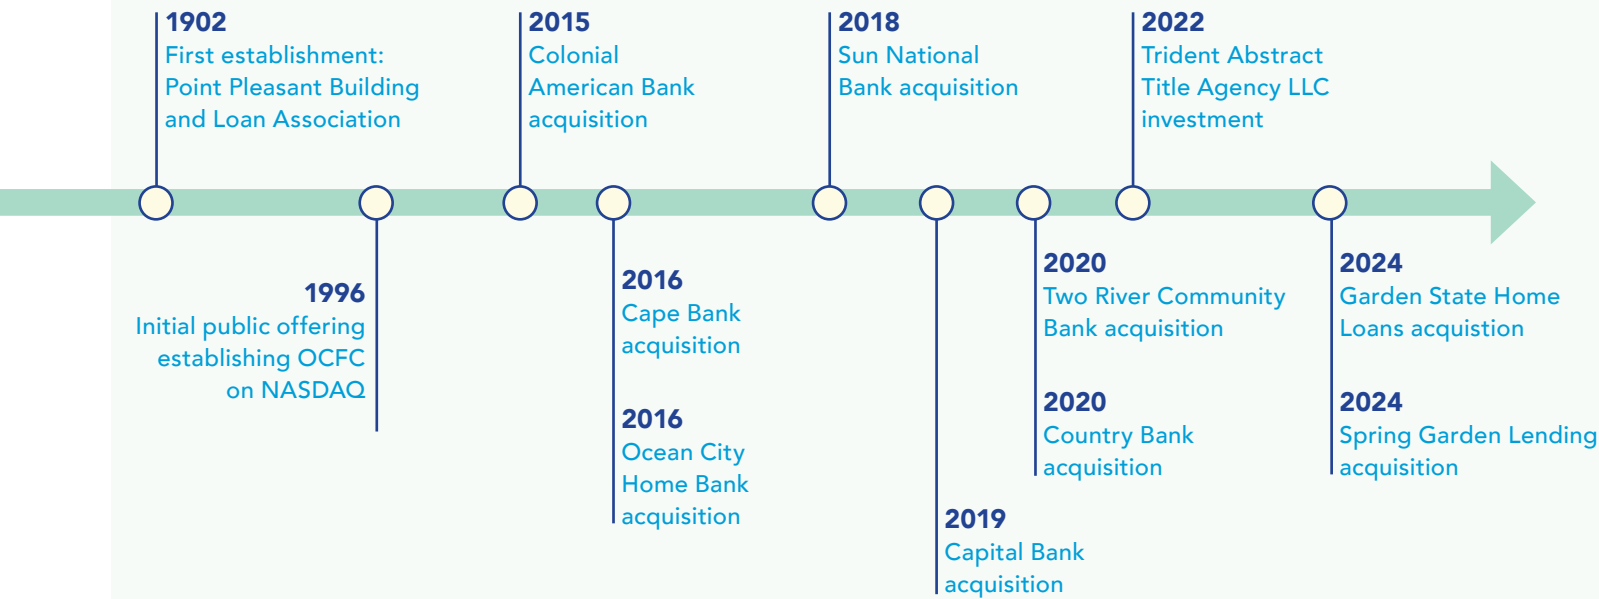 1902
First establishment:
Point Pleasant Building
and Loan Association
1996
Initial public offering
establishing OCFC
on NASDAQ
2015
Colonial
American Bank
acquisition
2016
Cape Bank
acquisition
2016
Ocean City
Home Bank
acquisition
2018
Sun National
Bank acquisition
2019
Capital Bank
acquisition
2020
Two River Community
Bank acquisition
2020
Country Bank
acquisition
2022
Trident Abstract
Title Agency LLC
investment
2024
Garden State Home
Loans acquistion
2024
Spring Garden Lending
acquisition